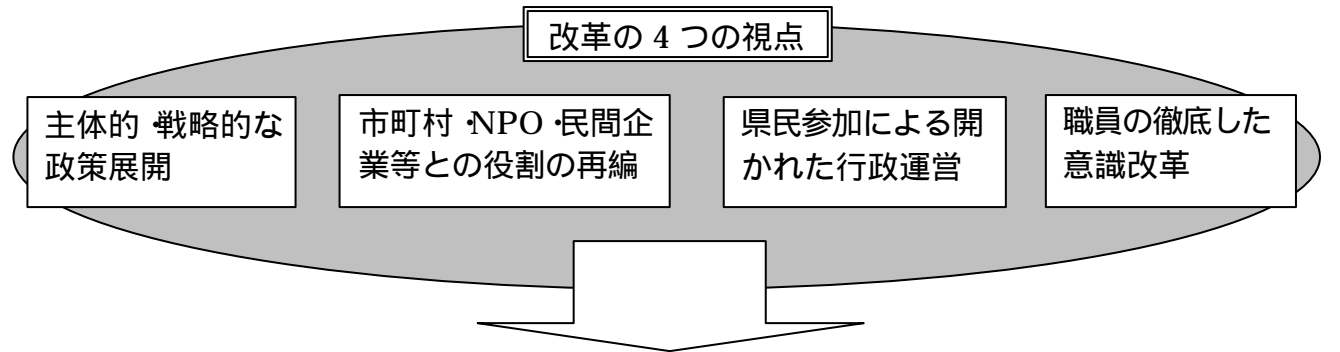 改革の 4 つの視点
主体的・戦略的な
政策展開
市町村・NPO・民間企
業等との役割の再編
県民参加による開
かれた行政運営
職員の徹底した
意識改革